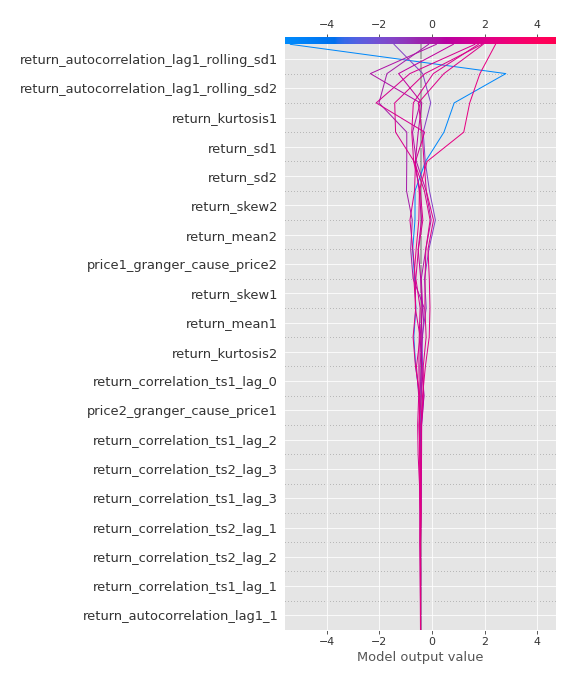 −4 −2 0 2 4
return_autocorrelation_lag1_rolling_sd1
return_autocorrelation_lag1_rolling_sd2
return_kurtosis1
return_sd1
return_sd2
return_skew2
return_mean2
price1_granger_cause_price2
return_skew1
return_mean1
return_kurtosis2
return_correlation_ts1_lag_0
price2_granger_cause_price1
return_correlation_ts1_lag_2
return_correlation_ts2_lag_3
return_correlation_ts1_lag_3
return_correlation_ts2_lag_1
return_correlation_ts2_lag_2
return_correlation_ts1_lag_1
return_autocorrelation_lag1_1
−4 −2 0 2 4
Model output value